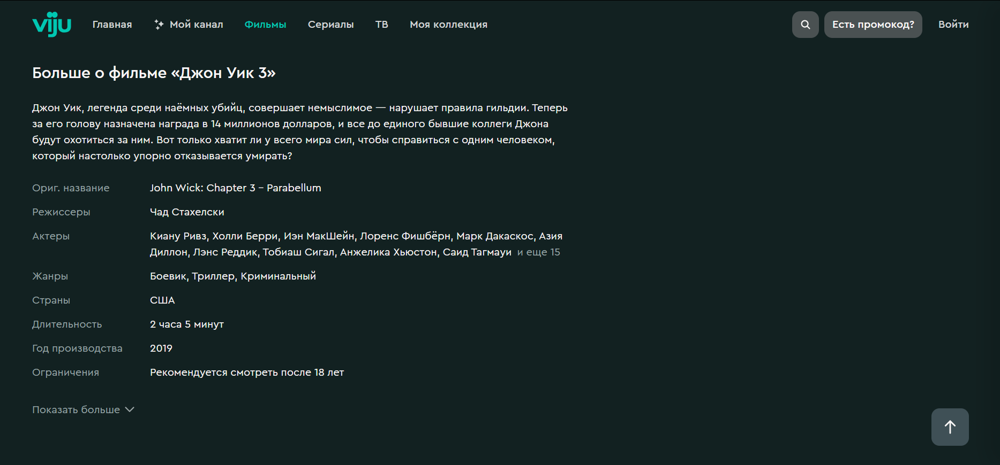 viju
Главная
Мой канал
Фильмы
Сериалы
ТВ
Моя коллекция
Есть промокод?
Войти
Больше о фильме «Джон Уик 3»
Джон Уик, легенда среди наёмных убийц, совершает немыслимое — нарушает правила гильдии. Теперь
за его голову назначена награда в 14 миллионов долларов, и все до единого бывшие коллеги Джона
будут охотиться за ним. Вот только хватит ли у всего мира сил, чтобы справиться с одним человеком,
который настолько упорно отказывается умирать?
Ориг. название John Wick: Chapter 3 – Parabellum
Режиссеры Чад Стахелски
Актеры Киану Ривз, Холли Берри, Иэн МакШейн, Лоренс Фишбёрн, Марк Дакаскос, Азия
Диллон, Лэнс Реддик, Тобиаш Сигал, Анжелика Хьюстон, Саид Тагмауи и еще 15
Жанры Боевик, Триллер, Криминальный
Страны США
Длительность 2 часа 5 минут
Год производства 2019
Ограничения Рекомендуется смотреть после 18 лет
Показать больше